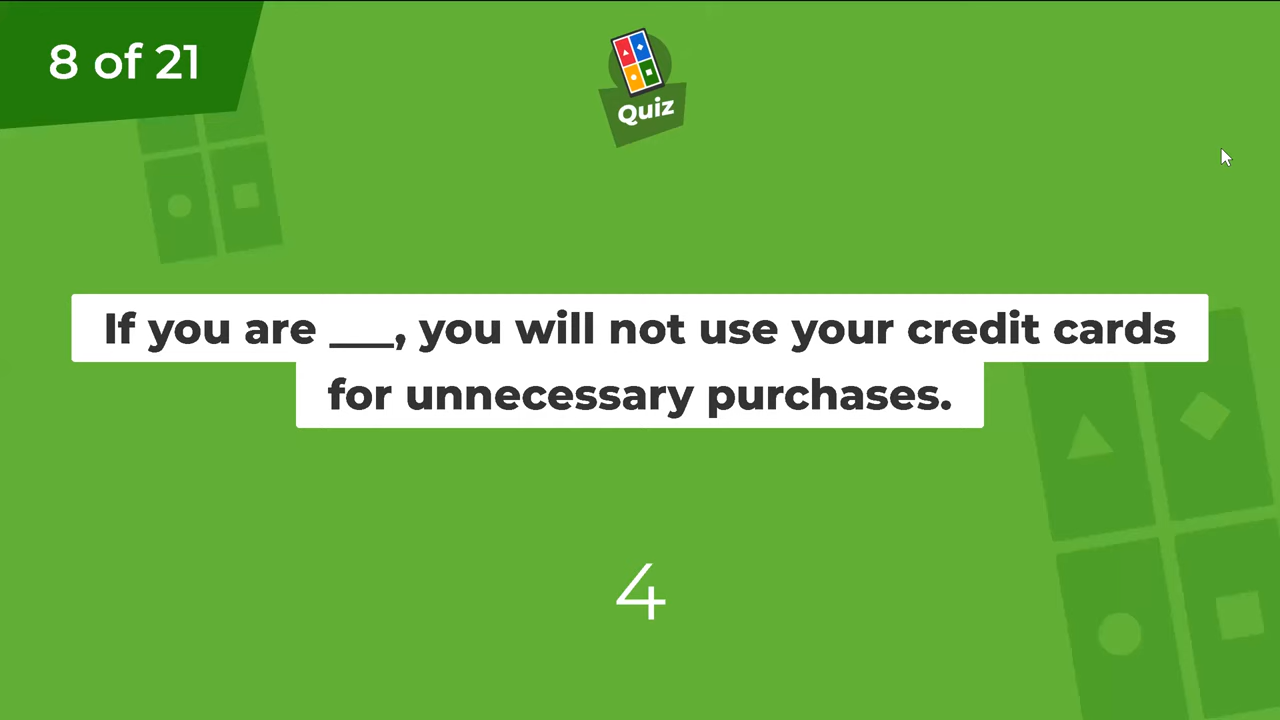 8 of 21
Quiz
If you are ___, you will not use your credit cards
for unnecessary purchases.
4